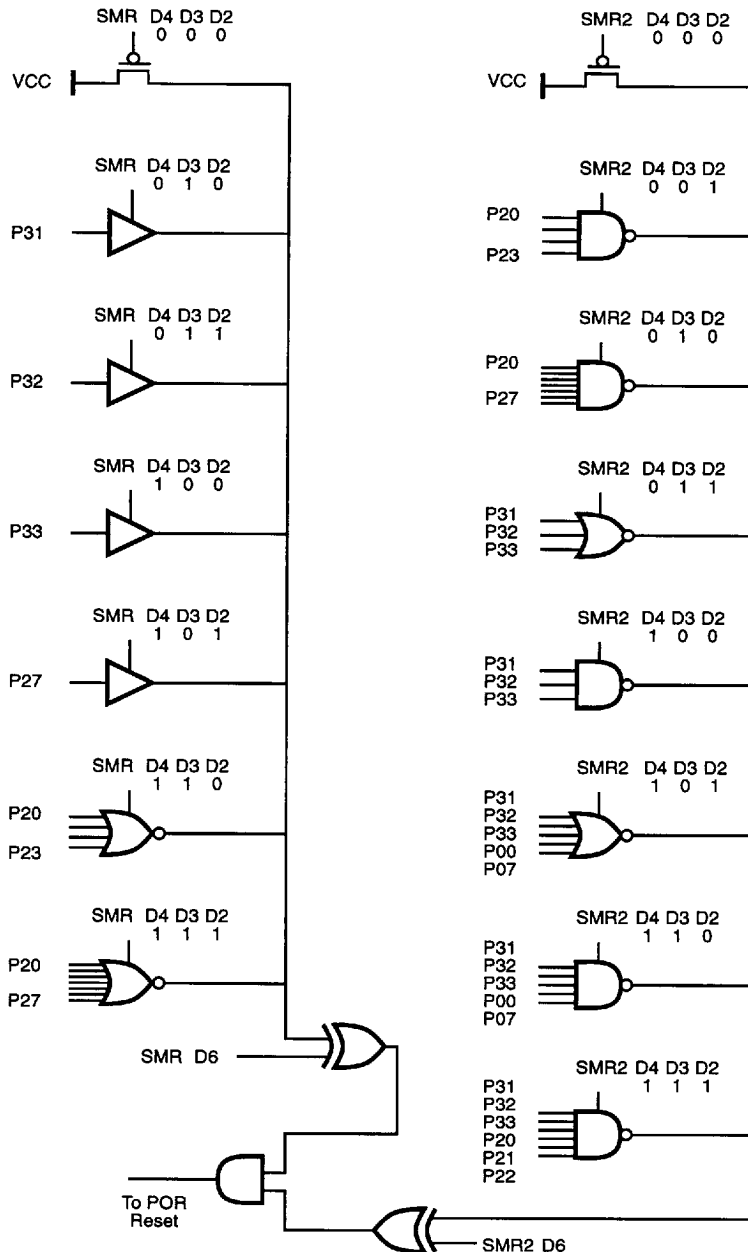 SMR D4 D3 D2
0 0 0
VCC
SMR D4 D3 D2
0 1 0
P31
SMR D4 D3 D2
0 1 1
P32
SMR D4 D3 D2
1 0 0
P33
SMR D4 D3 D2
1 0 1
P27
SMR D4 D3 D2
1 1 0
P20
P23
SMR D4 D3 D2
1 1 1
P20
P27
SMR D6
To POR
Reset
SMR2 D4 D3 D2
0 0 0
VCC
SMR2 D4 D3 D2
0 0 1
P20
P23
SMR2 D4 D3 D2
0 1 0
P20
P27
SMR2 D4 D3 D2
0 1 1
P31
P32
P33
SMR2 D4 D3 D2
1 0 0
P31
P32
P33
SMR2 D4 D3 D2
1 0 1
P31
P32
P33
P00
P07
SMR2 D4 D3 D2
1 1 0
P31
P32
P33
P00
P07
SMR2 D4 D3 D2
1 1 1
P31
P32
P33
P20
P21
P22
SMR2 D6